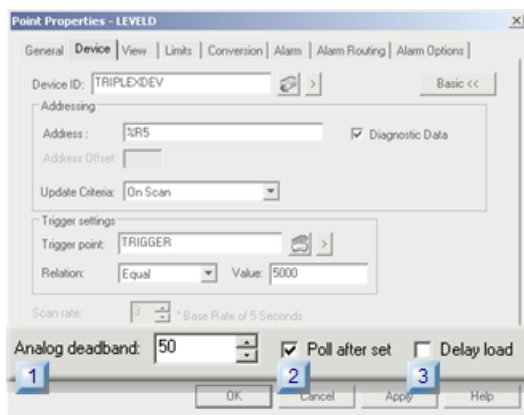 Point Properties - LEVELD
General Device View Limits Conversion Alarm Alarm Routing Alarm Options
Device ID: TRIPLEXDEV > Basic <<
Addressing
Address : %R5 Diagnostic Data
Address Offset:
Update Criteria: On Scan
Trigger settings
Trigger point: TRIGGER >
Relation: Equal Value: 5000
Scan rate: 3 * Base Rate of 5 Seconds
Analog deadband: 50 Poll after set Delay load
1 2 3
OK Cancel Apply Help